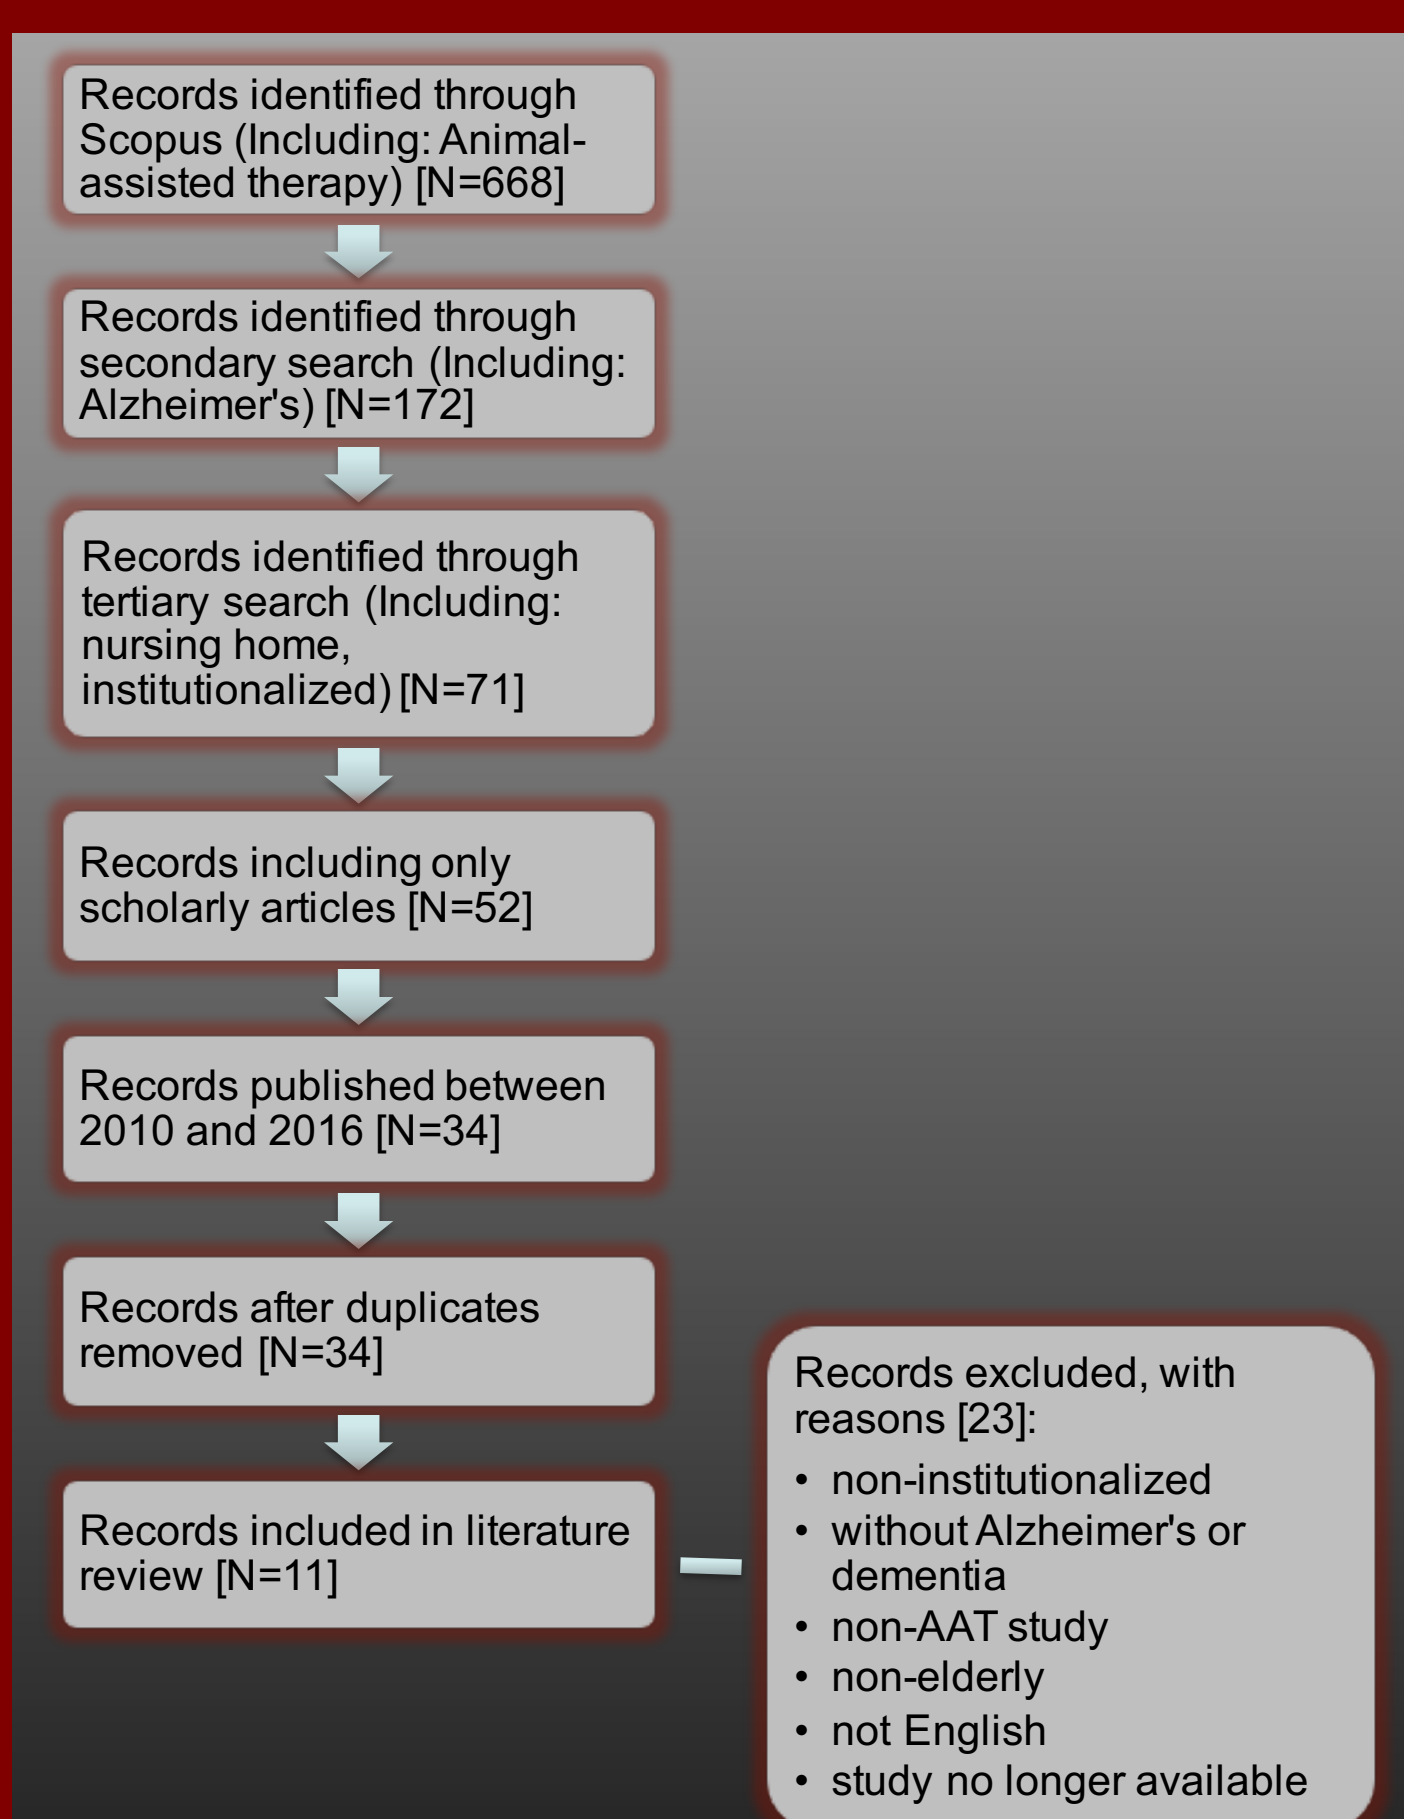 Records identified through
Scopus (Including: Animal-
assisted therapy) [N=668]
Records identified through
secondary search (Including:
Alzheimer's) [N=172]
Records identified through
tertiary search (Including:
nursing home,
institutionalized) [N=71]
Records including only
scholarly articles [N=52]
Records published between
2010 and 2016 [N=34]
Records after duplicates
removed [N=34]
Records included in literature
review [N=11]
Records excluded, with
reasons [23]:
• non-institutionalized
• without Alzheimer's or
dementia
• non-AAT study
• non-elderly
• not English
• study no longer available